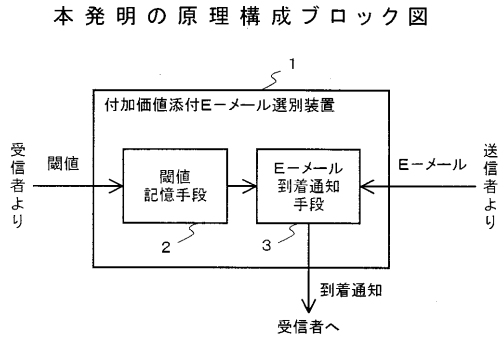 本発明の原理構成ブロック図
1
付加価値添付E－メール選別装置
受信者より
閾値
閾値
記憶手段
2
E－メール
到着通知
手段
3
E－メール
送信者より
到着通知
受信者へ